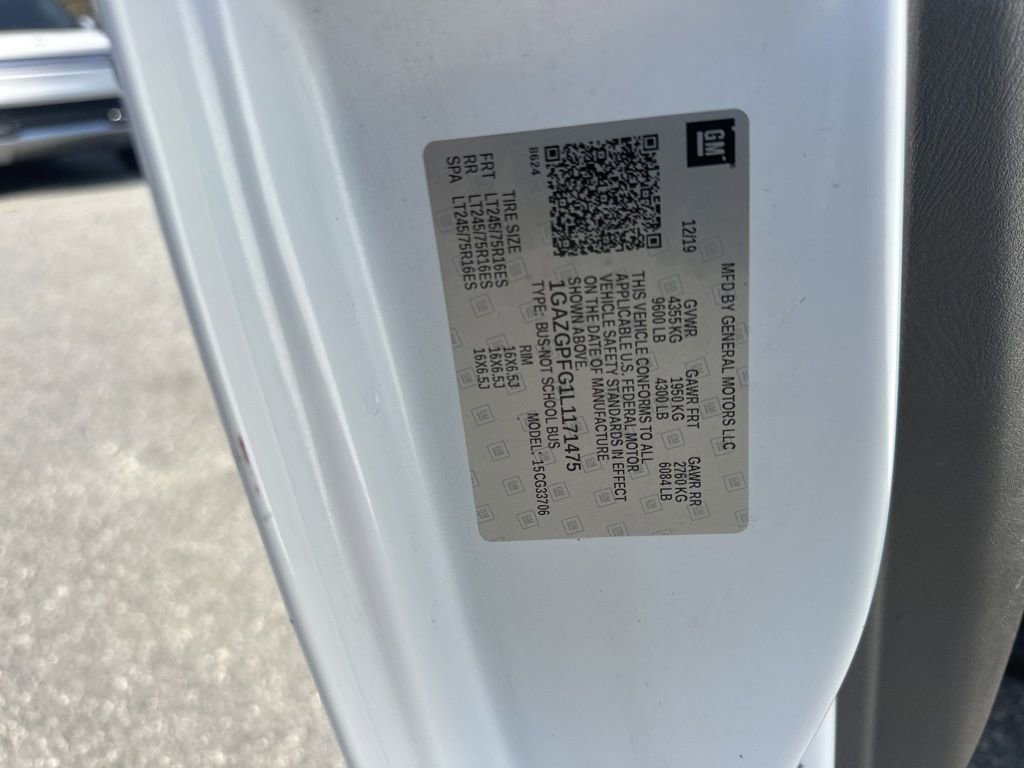 GM
MFD BY GENERAL MOTORS LLC
12/19 GVWR GAWR FRT GAWR RR
4355 KG 1950 KG 2760 KG
9600 LB 4300 LB 6084 LB
THIS VEHICLE CONFORMS TO ALL
APPLICABLE U.S. FEDERAL MOTOR
VEHICLE SAFETY STANDARDS IN EFFECT
ON THE DATE OF MANUFACTURE
SHOWN ABOVE.
1GAZGPFG1L1171475
TYPE: BUS-NOT SCHOOL BUS
8624 MODEL: 15CG33706
TIRE SIZE RIM
FRT LT245/75R16ES 16X6.5J
RR LT245/75R16ES 16X6.5J
SPA LT245/75R16ES